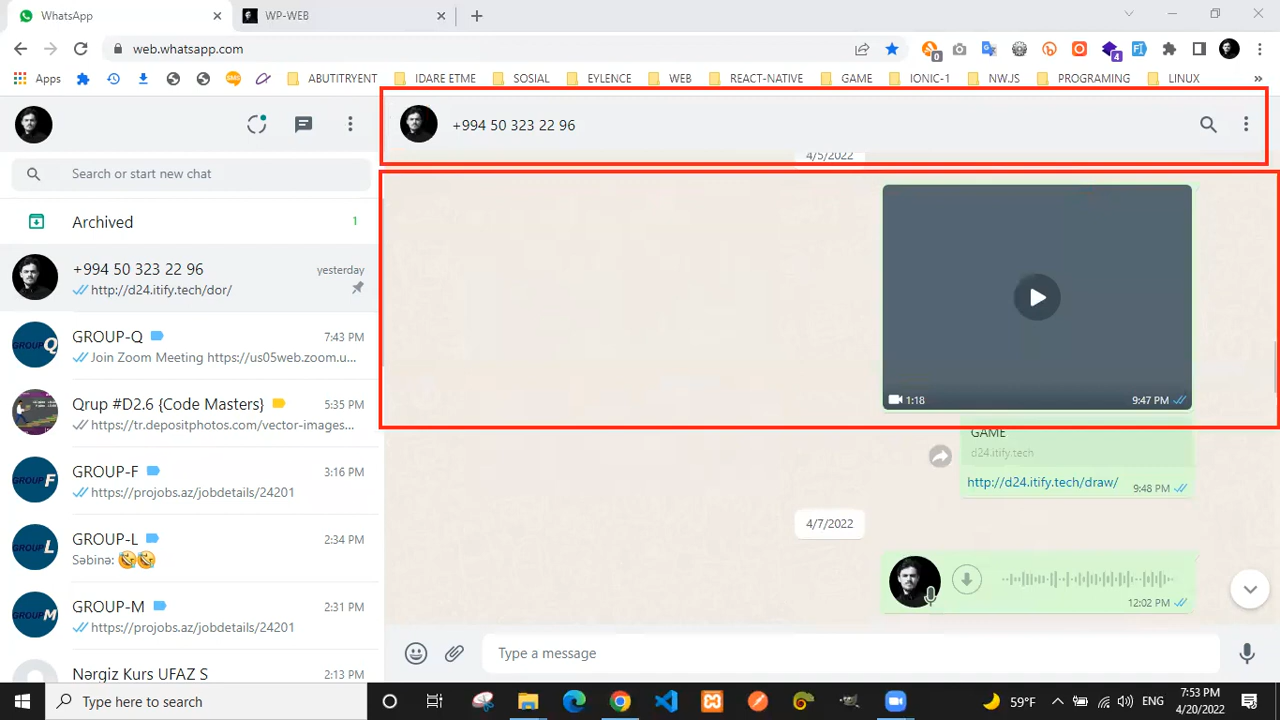 WhatsApp
WP-WEB
web.whatsapp.com
0
4
Apps
ABUTITRYENT
IDARE ETME
SOSIAL
EYLENCE
WEB
REACT-NATIVE
GAME
IONIC-1
NW.JS
PROGRAMING
LINUX
»
+994 50 323 22 96
Search or start new chat
Archived
1
+994 50 323 22 96
yesterday
http://d24.itify.tech/dor/
GROUP-Q
7:43 PM
Join Zoom Meeting https://us05web.zoom.u...
Qrup #D2.6 {Code Masters}
5:35 PM
https://tr.depositphotos.com/vector-images...
GROUP-F
3:16 PM
https://projobs.az/jobdetails/24201
GROUP-L
2:34 PM
Səbinə: 🤣🤣
GROUP-M
2:31 PM
https://projobs.az/jobdetails/24201
Nərgiz Kurs UFAZ S
2:13 PM
4/5/2022
1:18
9:47 PM
GAME
d24.itify.tech
http://d24.itify.tech/draw/
9:48 PM
4/7/2022
12:02 PM
Type a message
Type here to search
59°F
ENG
7:53 PM
4/20/2022